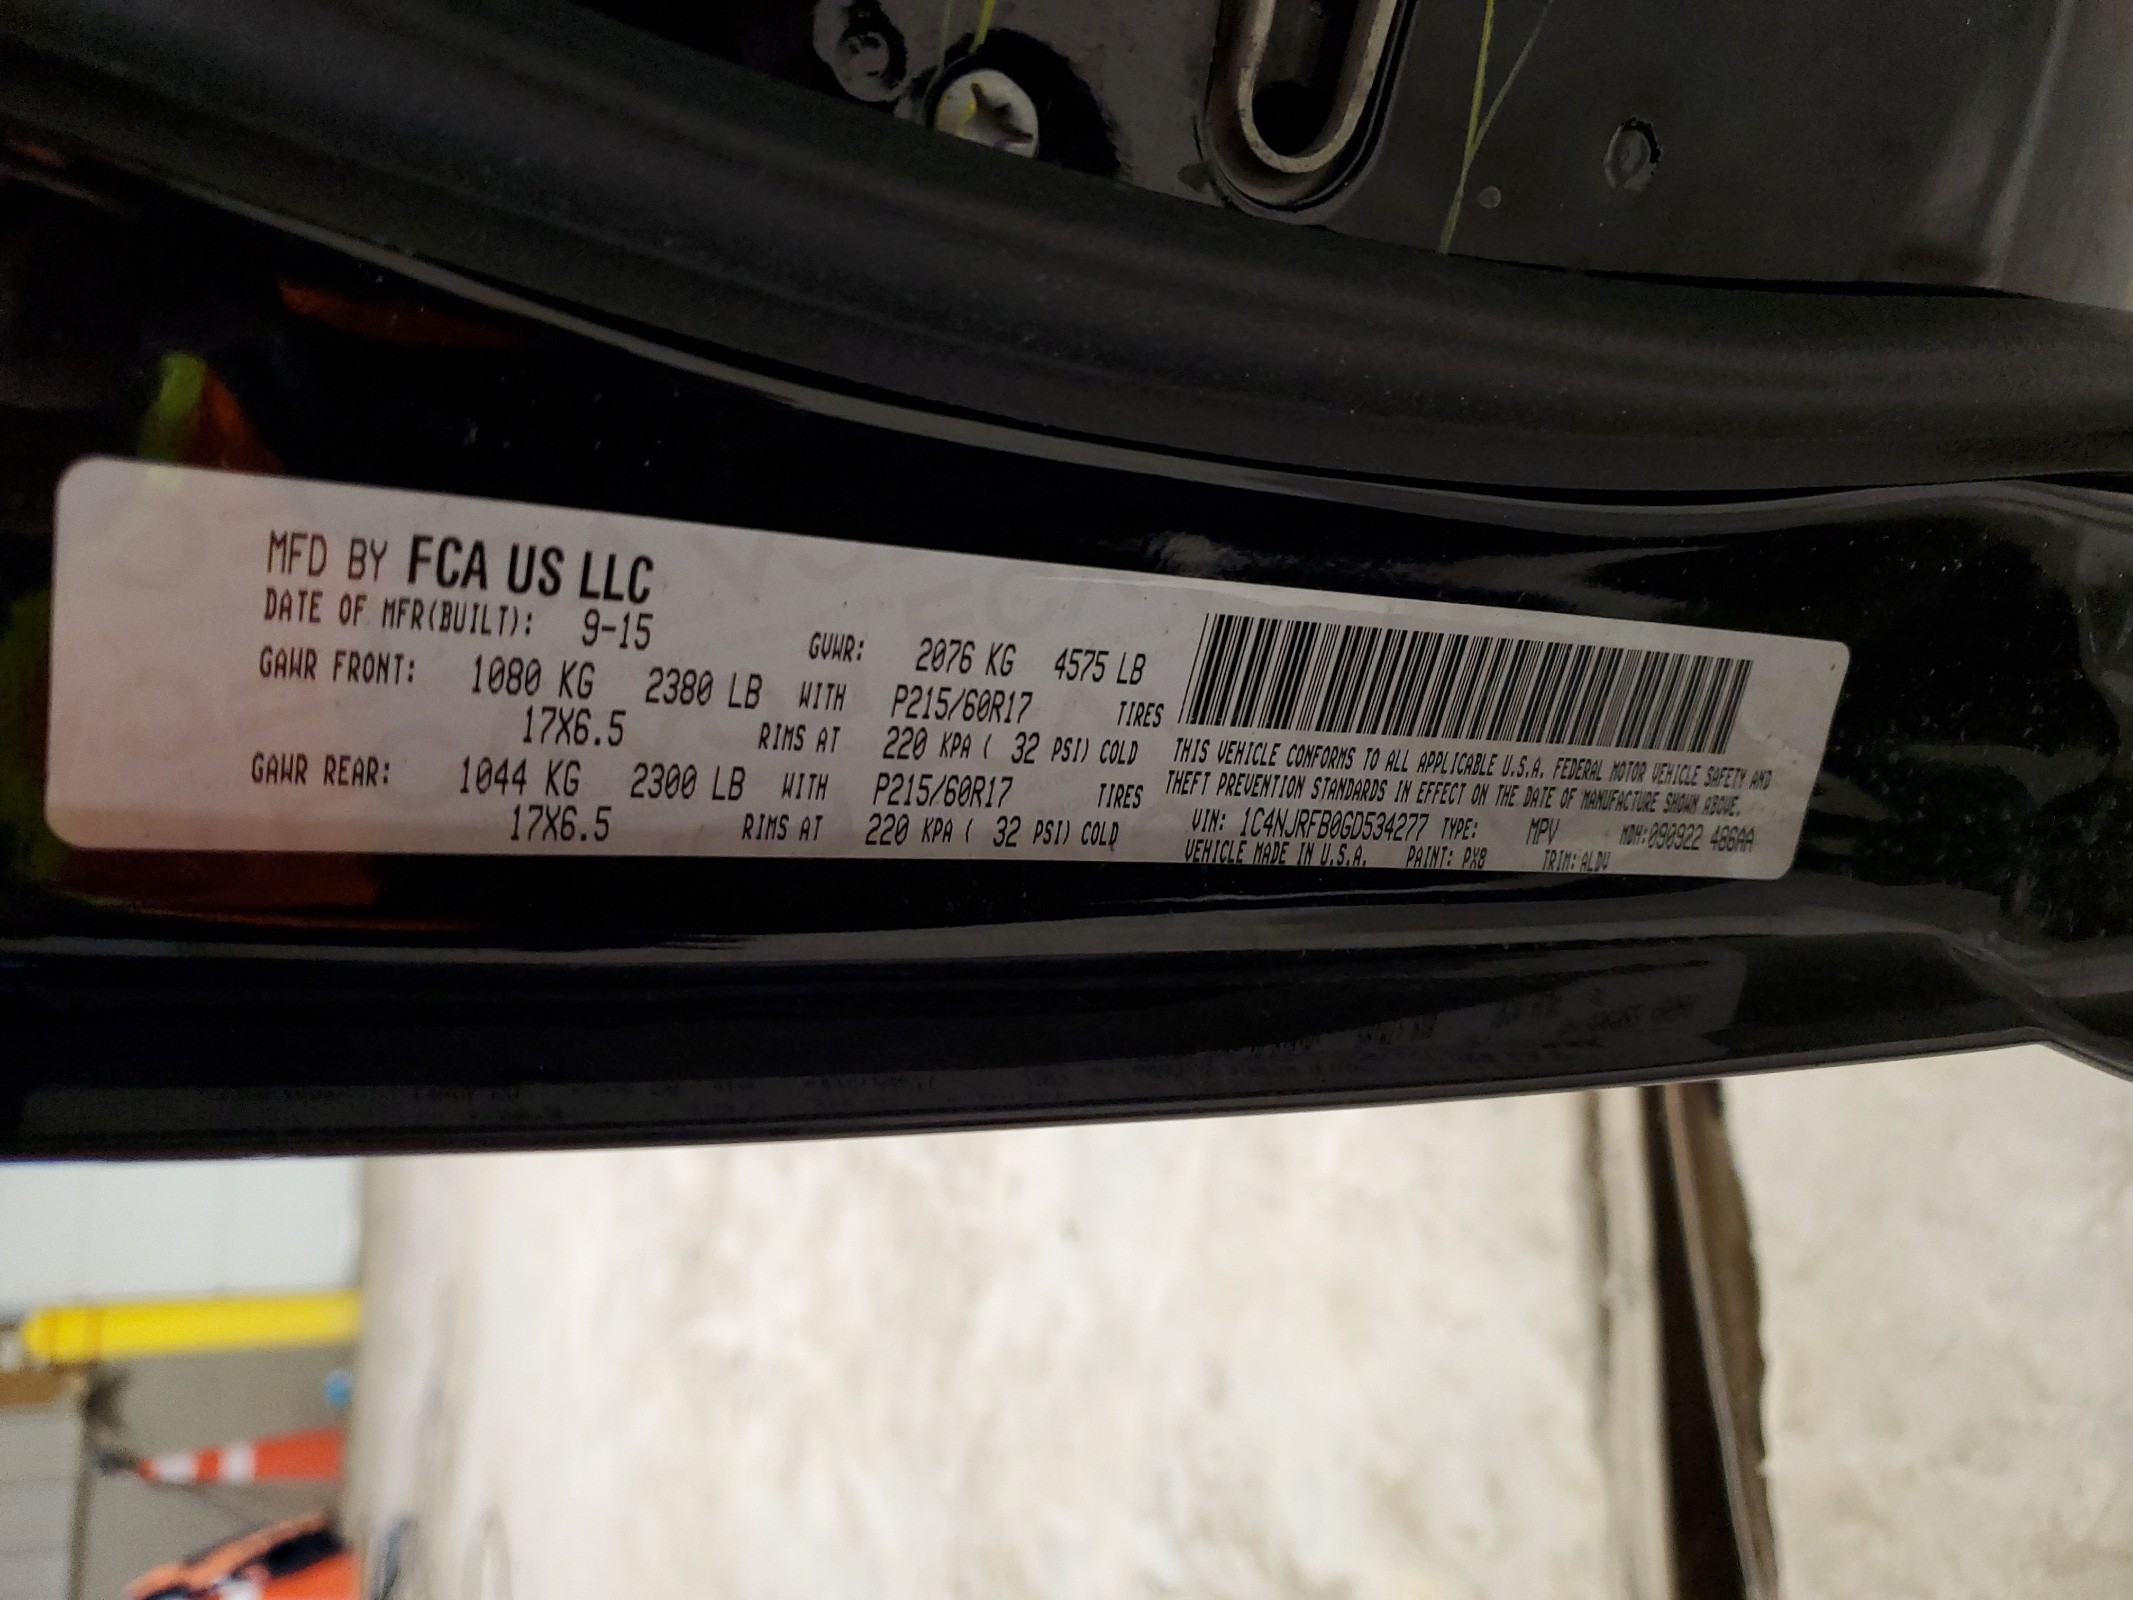 MFD BY FCA US LLC
DATE OF MFR(BUILT): 9-15 GVWR: 2076 KG 4575 LB
GAWR FRONT: 1080 KG 2380 LB WITH P215/60R17 TIRES
17X6.5 RIMS AT 220 KPA ( 32 PSI) COLD
GAWR REAR: 1044 KG 2300 LB WITH P215/60R17 TIRES
17X6.5 RIMS AT 220 KPA ( 32 PSI) COLD
THIS VEHICLE CONFORMS TO ALL APPLICABLE U.S.A. FEDERAL MOTOR VEHICLE SAFETY AND
THEFT PREVENTION STANDARDS IN EFFECT ON THE DATE OF MANUFACTURE SHOWN ABOVE.
VIN: 1C4NJRFB0GD534277 TYPE: MPV MDH:090922 486AA
VEHICLE MADE IN U.S.A. PAINT: PX8 TRIM: ALDV